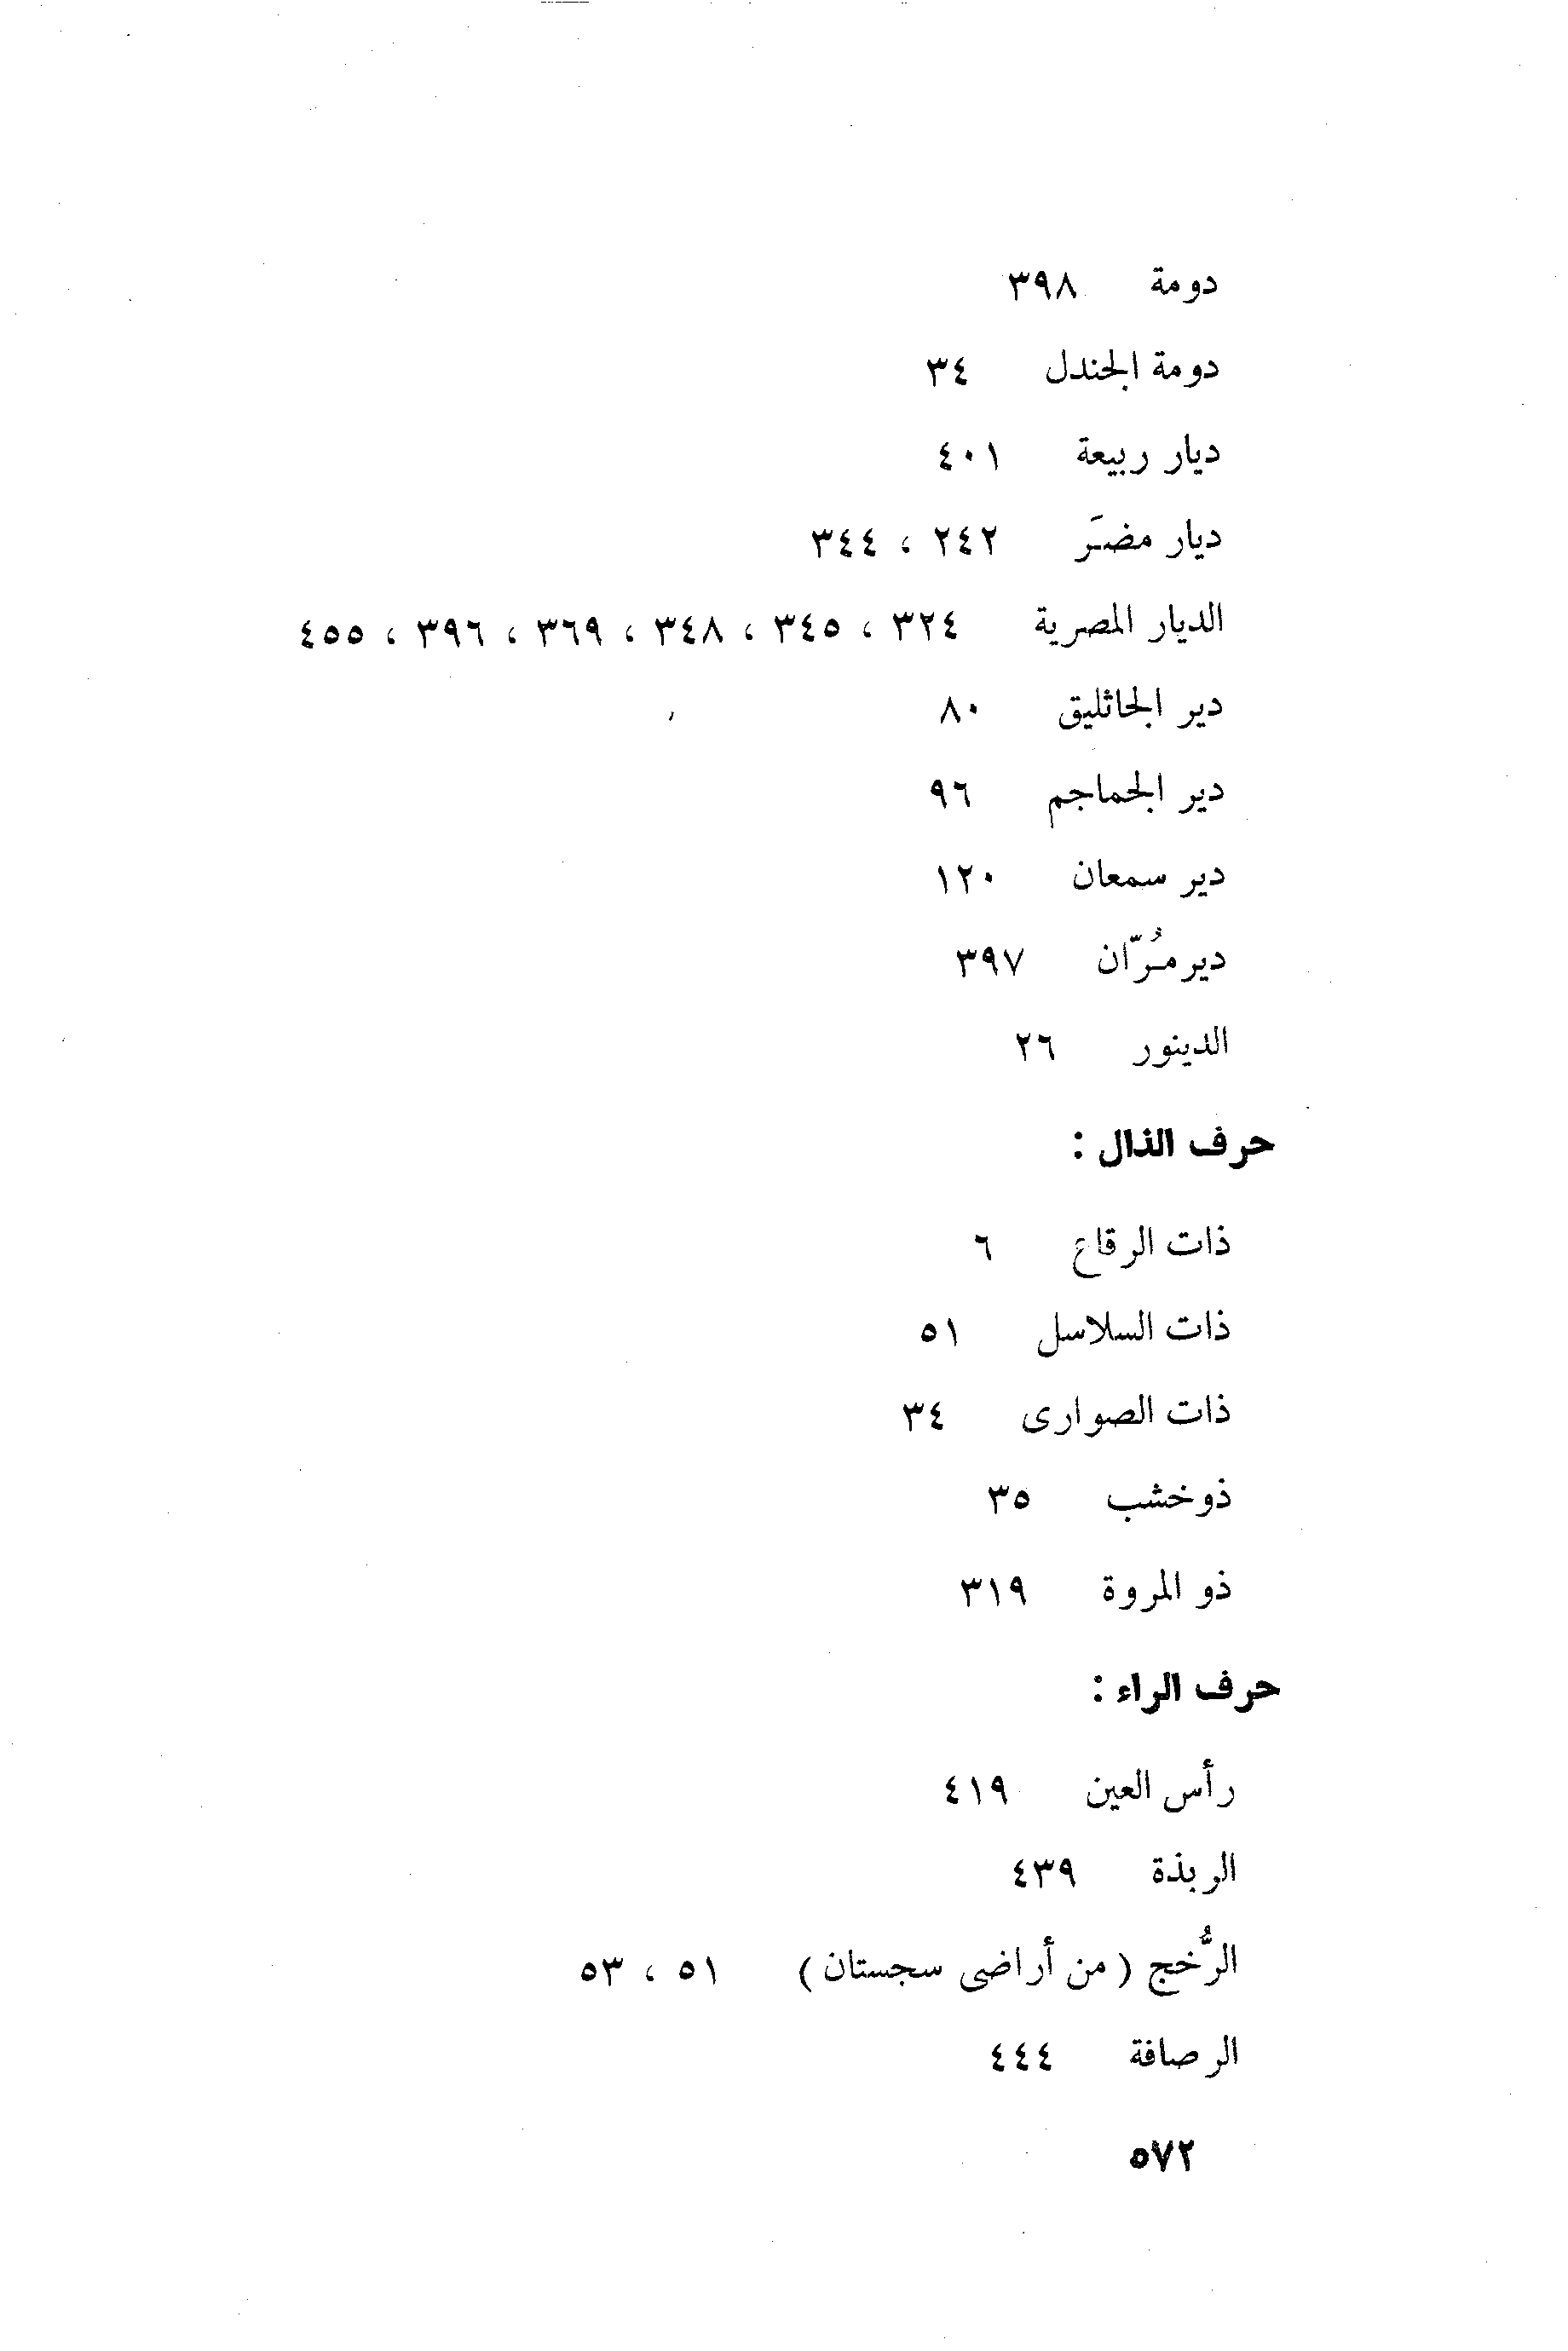 دومة ٣٩٨
دومة الجندل ٣٤
ديار ربيعة ٤٠١
ديار مضَر ٢٤٢ ، ٣٤٤
الديار المصرية ٣٢٤ ، ٣٤٥ ، ٣٤٨ ، ٣٦٩ ، ٣٩٦ ، ٤٥٥
دير الجاثليق ٨٠
دير الجماجم ٩٦
دير سمعان ١٢٠
دير مُرّان ٣٩٧
الدينور ٢٦
حرف الذال :
ذات الرقاع ٦
ذات السلاسل ٥١
ذات الصوارى ٣٤
ذوخشب ٣٥
ذو المروة ٣١٩
حرف الراء :
رأس العين ٤١٩
الربذة ٤٣٩
الرُّخج ( من أراضى سجستان ) ٥١ ، ٥٣
الرصافة ٤٤٤
٥٧٢